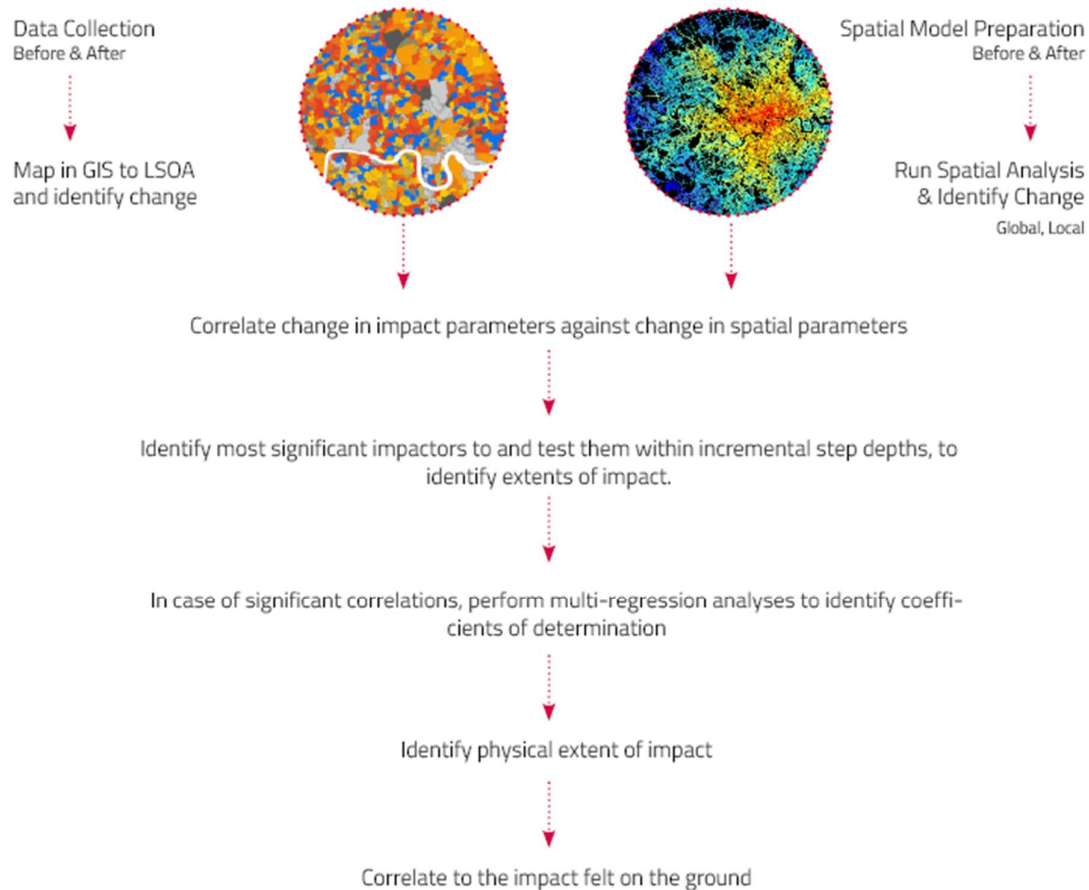 Data Collection
Before & After
Map in GIS to LSOA
and identify change
Spatial Model Preparation
Before & After
Run Spatial Analysis
& Identify Change
Global, Local
Correlate change in impact parameters against change in spatial parameters
Identify most significant impactors to and test them within incremental step depths, to
identify extents of impact.
In case of significant correlations, perform multi-regression analyses to identify coeffi-
cients of determination
Identify physical extent of impact
Correlate to the impact felt on the ground